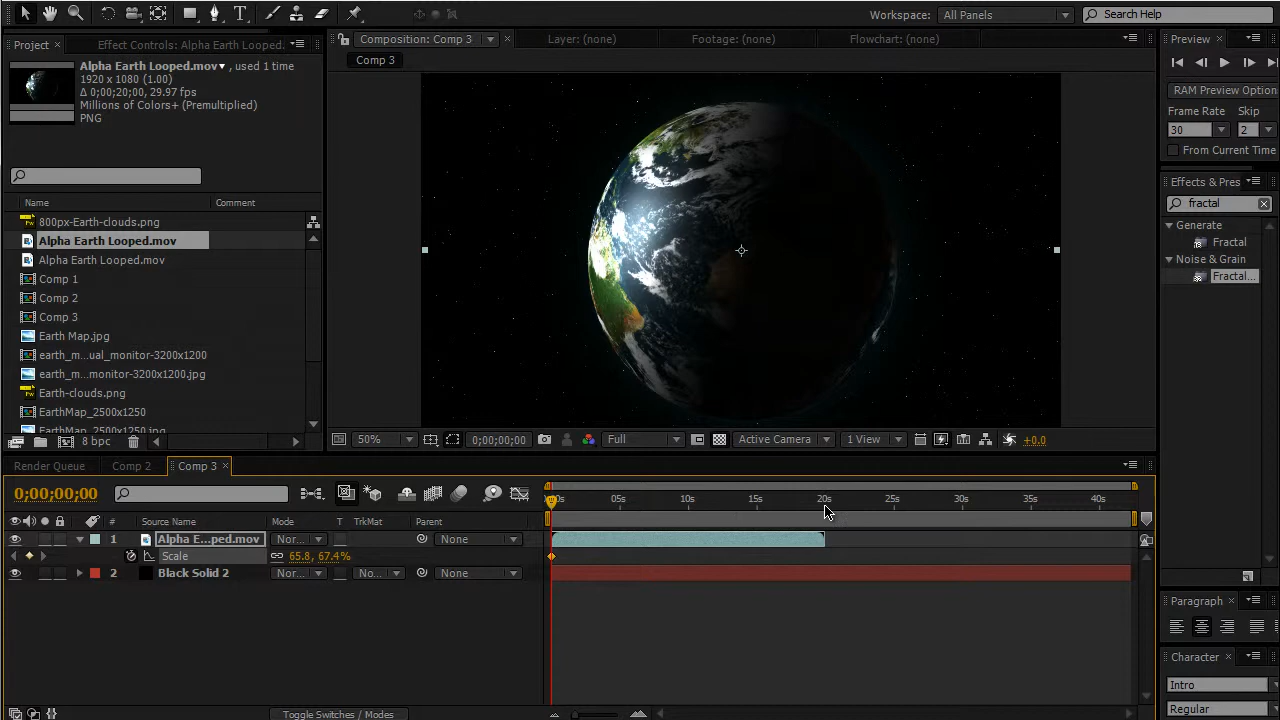 Workspace: All Panels Search Help
Project × Effect Controls: Alpha Earth Looped.
Alpha Earth Looped.mov▼, used 1 time
1920 x 1080 (1.00)
Δ 0;00;20;00, 29.97 fps
Millions of Colors+ (Premultiplied)
PNG
Name Comment
800px-Earth-clouds.png
Alpha Earth Looped.mov
Alpha Earth Looped.mov
Comp 1
Comp 2
Comp 3
Earth Map.jpg
earth_m...ual_monitor-3200x1200
earth_m...monitor-3200x1200.jpg
Earth-clouds.png
EarthMap_2500x1250
EarthMap_2500x1250.jpg
8 bpc
Composition: Comp 3 × Layer: (none) Footage: (none) Flowchart: (none)
Comp 3
50% 0;00;00;00 Full Active Camera 1 View +0.0
Preview ×
RAM Preview Option
Frame Rate Skip
30 2
From Current Time
Effects & Pres
fractal
Generate
Fractal
Noise & Grain
Fractal...
Paragraph ×
Character ×
Intro
Regular
Render Queue Comp 2 Comp 3 ×
0;00;00;00
05s 10s 15s 20s 25s 30s 35s 40s
# Source Name Mode T TrkMat Parent
1 Alpha E...ped.mov Nor... None
Scale 65.8, 67.4%
2 Black Solid 2 Nor... No... None
Toggle Switches / Modes